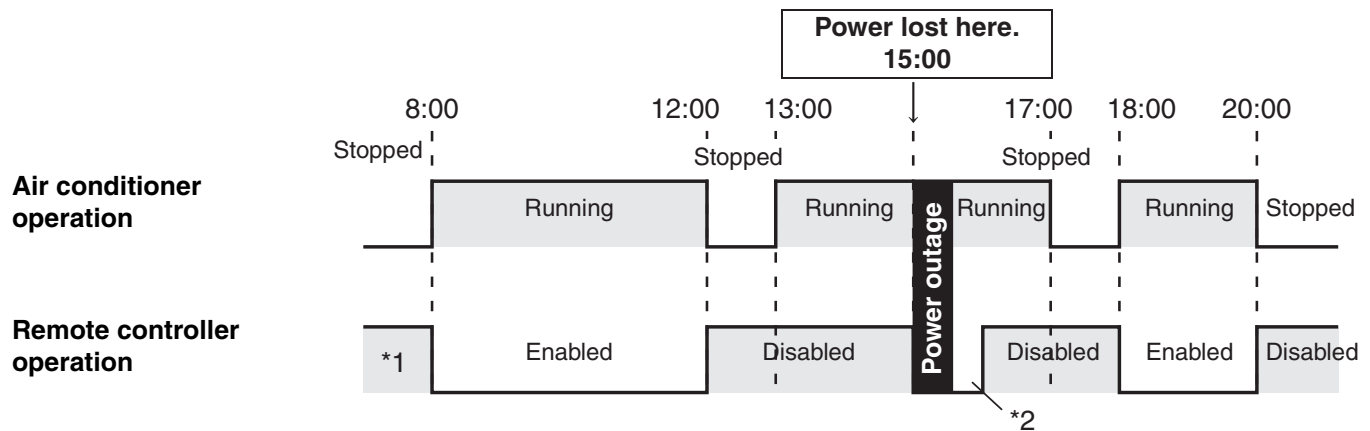 Power lost here.
15:00
8:00 12:00 13:00 17:00 18:00 20:00
Stopped Stopped Stopped
Air conditioner
operation
Running Running Running Running Stopped
Power outage
Remote controller
operation
*1 Enabled Disabled Disabled Enabled Disabled
*2